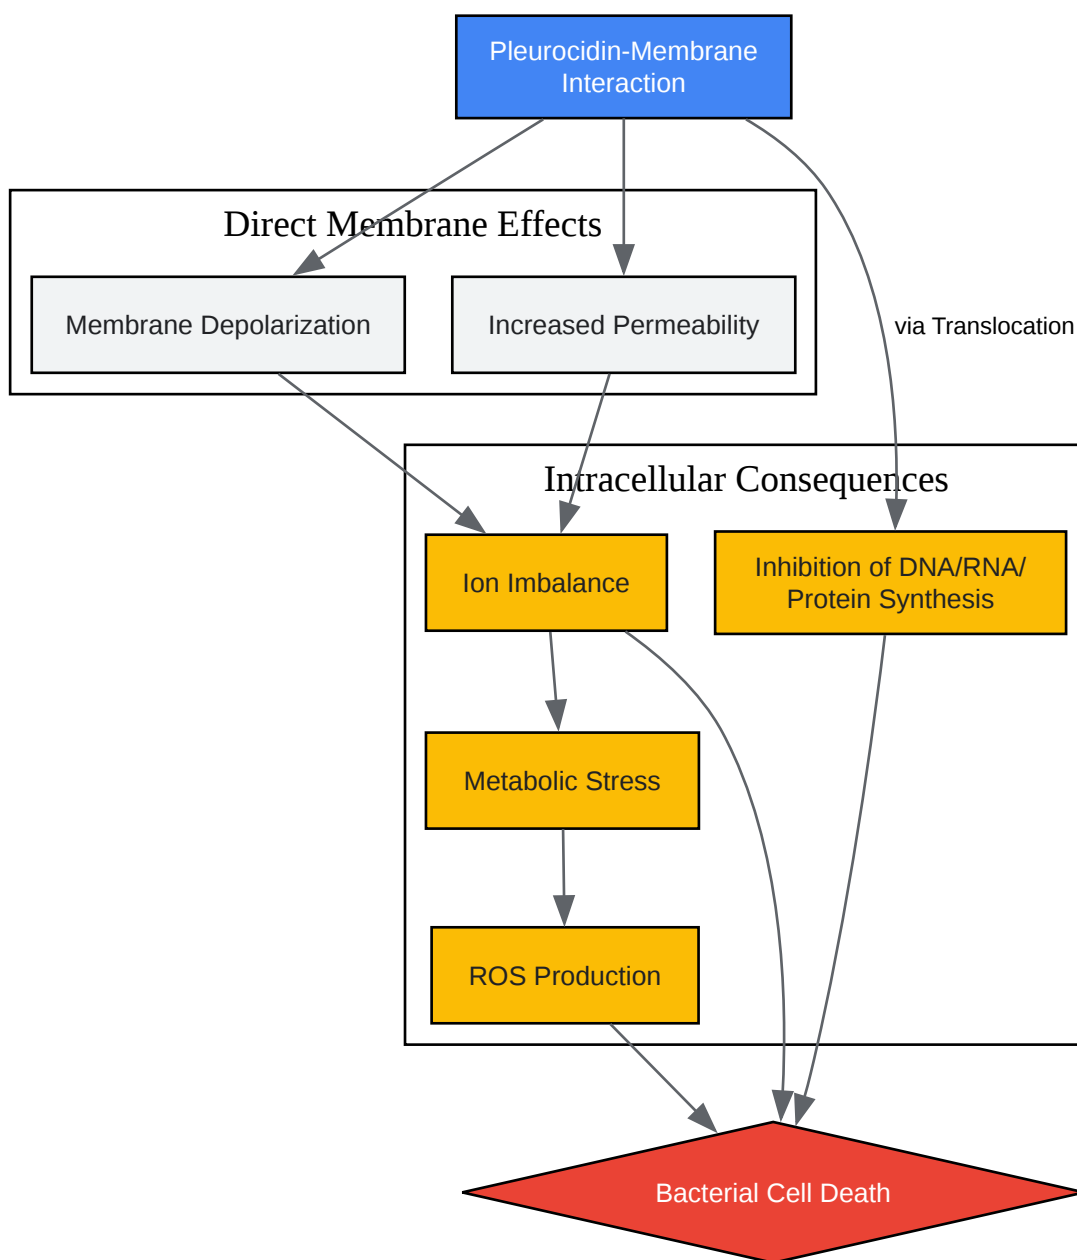 Pleurocidin-Membrane
Interaction
Direct Membrane Effects
Membrane Depolarization
Increased Permeability
via Translocation
Intracellular Consequences
Ion Imbalance
Inhibition of DNA/RNA/
Protein Synthesis
Metabolic Stress
ROS Production
Bacterial Cell Death